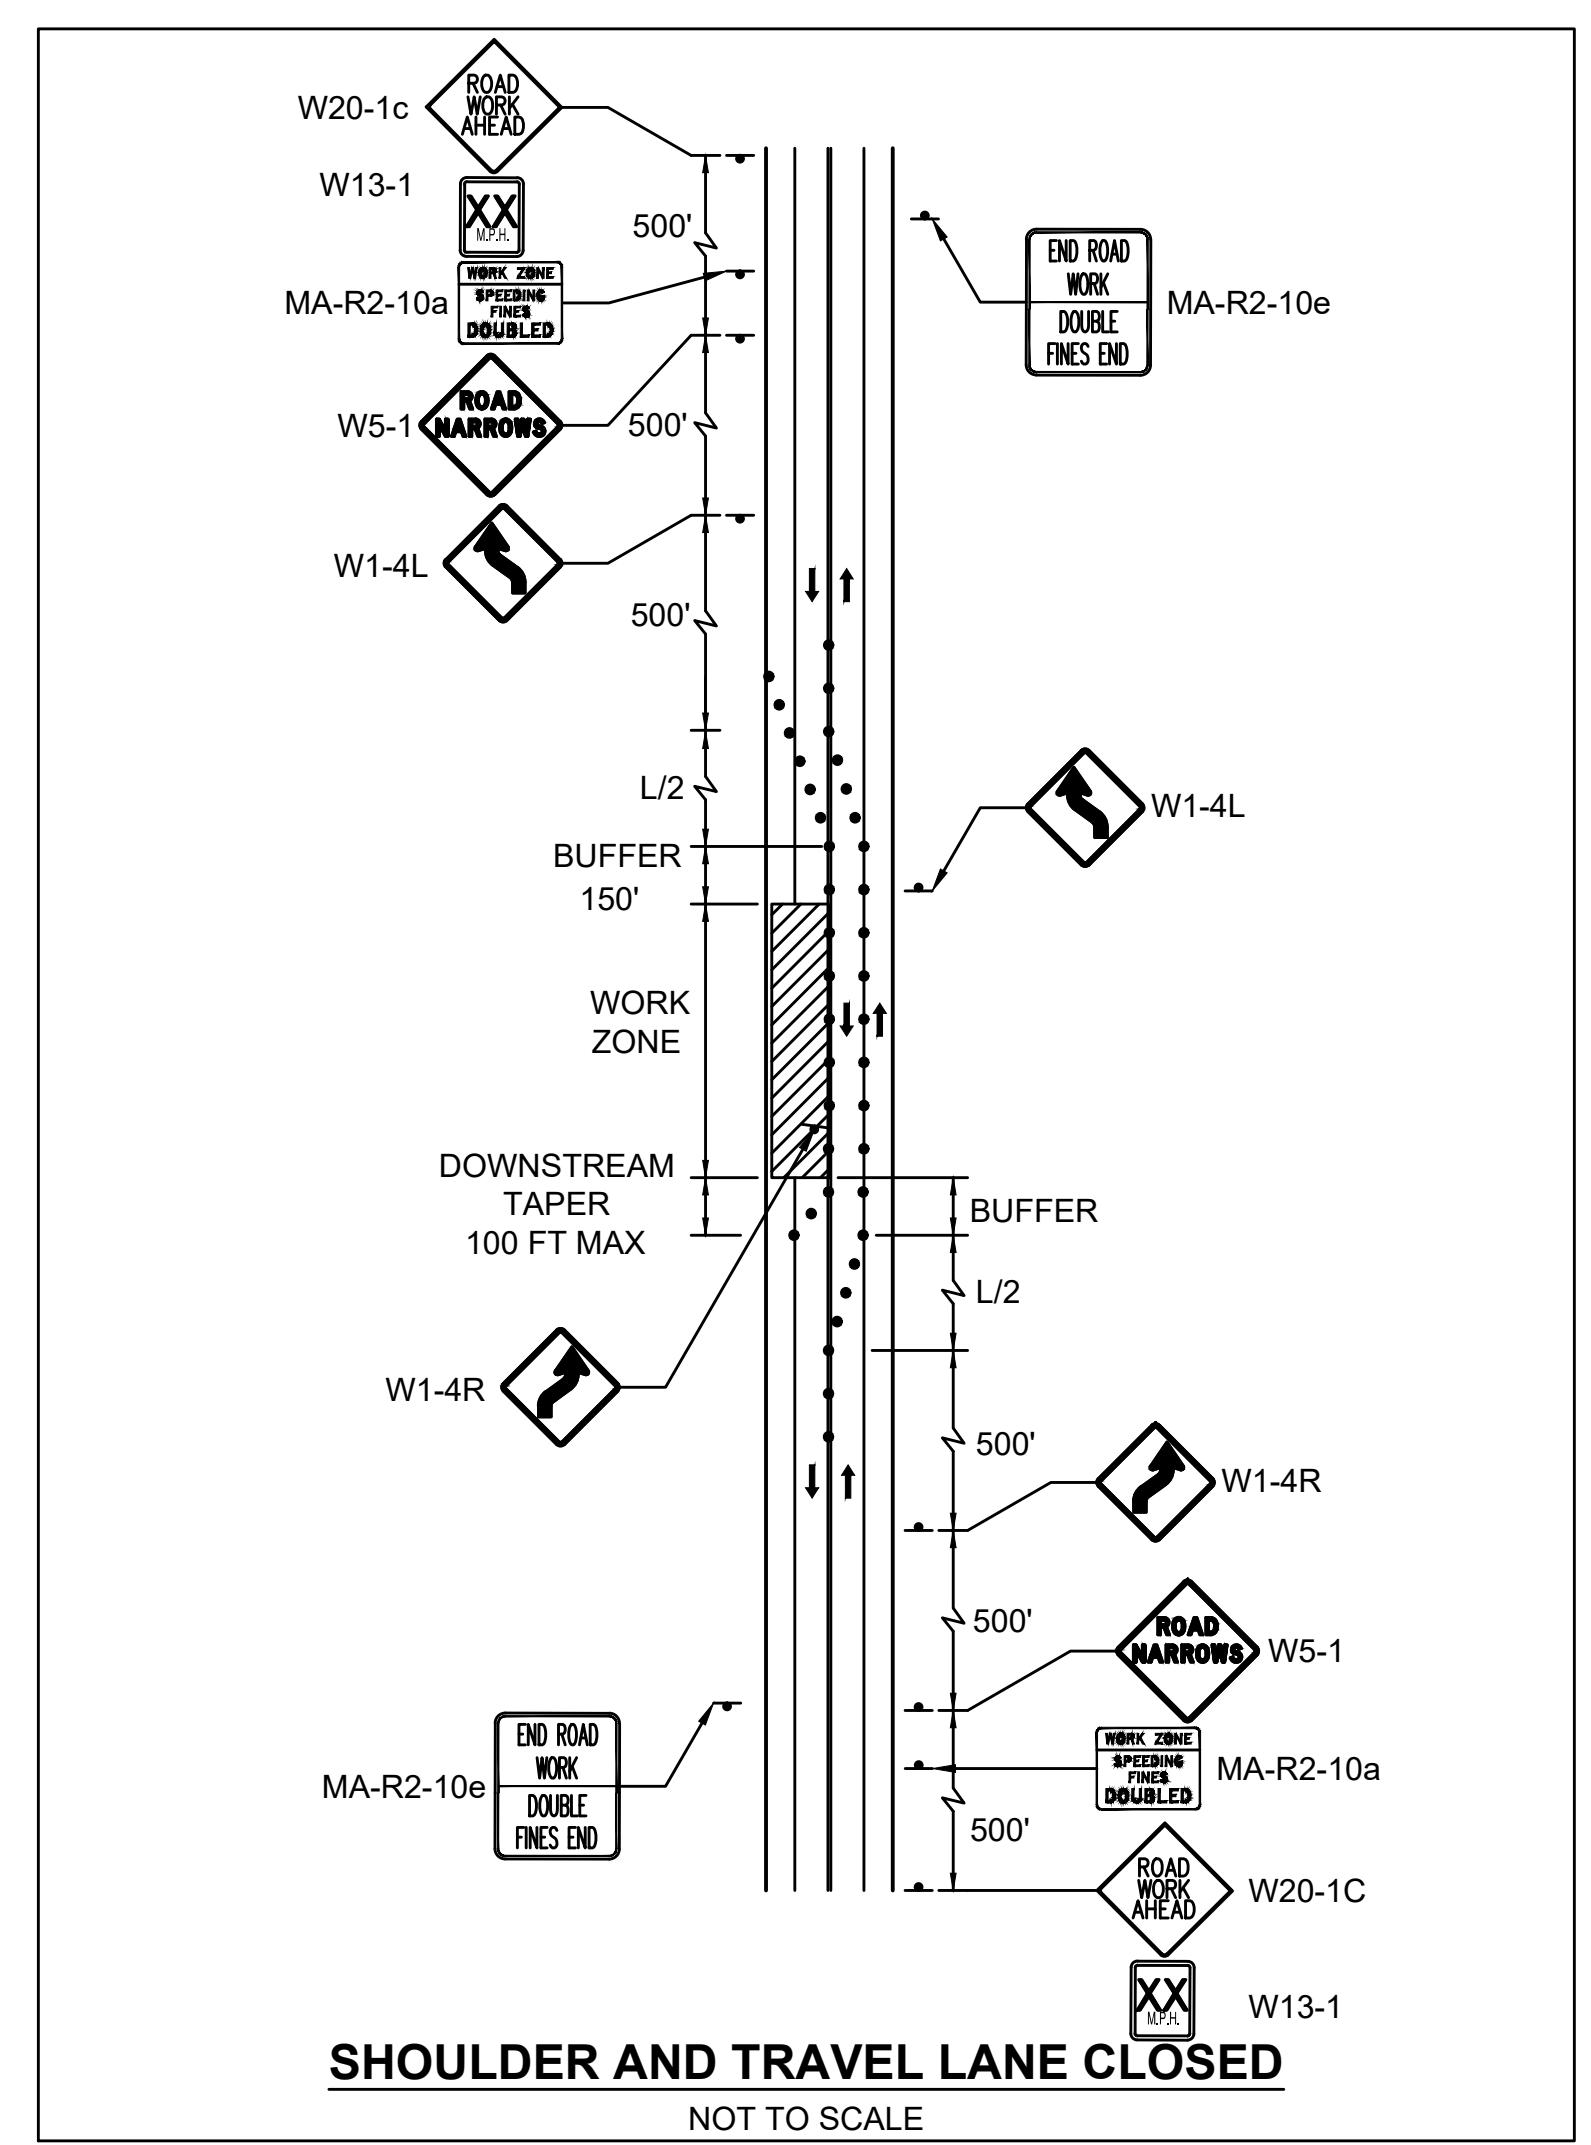 W20-1c
ROAD
WORK
AHEAD
W13-1
XX
M.P.H.
500'
MA-R2-10a
WORK ZONE
SPEEDING
FINES
DOUBLED
END ROAD
WORK
DOUBLE
FINES END
MA-R2-10e
W5-1
ROAD
NARROWS
500'
W1-4L
500'
L/2
W1-4L
BUFFER
150'
WORK
ZONE
DOWNSTREAM
TAPER
100 FT MAX
BUFFER
L/2
W1-4R
500'
W1-4R
500'
ROAD
NARROWS
W5-1
MA-R2-10e
END ROAD
WORK
DOUBLE
FINES END
WORK ZONE
SPEEDING
FINES
DOUBLED
MA-R2-10a
500'
ROAD
WORK
AHEAD
W20-1C
XX
M.P.H.
W13-1
SHOULDER AND TRAVEL LANE CLOSED
NOT TO SCALE